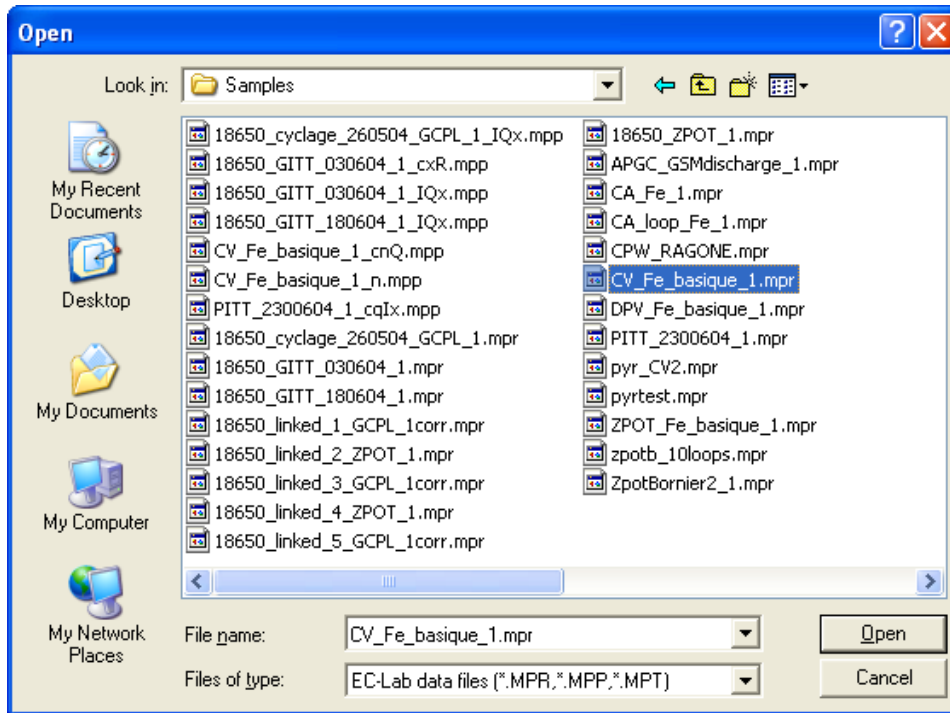 Open
Look in:
Samples
My Recent
Documents
Desktop
My Documents
My Computer
My Network
Places
18650_cyclage_260504_GCPL_1_IQx.mpp
18650_GITT_030604_1_cxR.mpp
18650_GITT_030604_1_IQx.mpp
18650_GITT_180604_1_IQx.mpp
CV_Fe_basique_1_cnQ.mpp
CV_Fe_basique_1_n.mpp
PITT_2300604_1_cqIx.mpp
18650_cyclage_260504_GCPL_1.mpr
18650_GITT_030604_1.mpr
18650_GITT_180604_1.mpr
18650_linked_1_GCPL_1corr.mpr
18650_linked_2_ZPOT_1.mpr
18650_linked_3_GCPL_1corr.mpr
18650_linked_4_ZPOT_1.mpr
18650_linked_5_GCPL_1corr.mpr
18650_ZPOT_1.mpr
APGC_GSMdischarge_1.mpr
CA_Fe_1.mpr
CA_loop_Fe_1.mpr
CPW_RAGONE.mpr
CV_Fe_basique_1.mpr
DPV_Fe_basique_1.mpr
PITT_2300604_1.mpr
pyr_CV2.mpr
pyrtest.mpr
ZPOT_Fe_basique_1.mpr
zpotb_10loops.mpr
ZpotBornier2_1.mpr
File name:
CV_Fe_basique_1.mpr
Open
Files of type:
EC-Lab data files (*.MPR,*.MPP,*.MPT)
Cancel